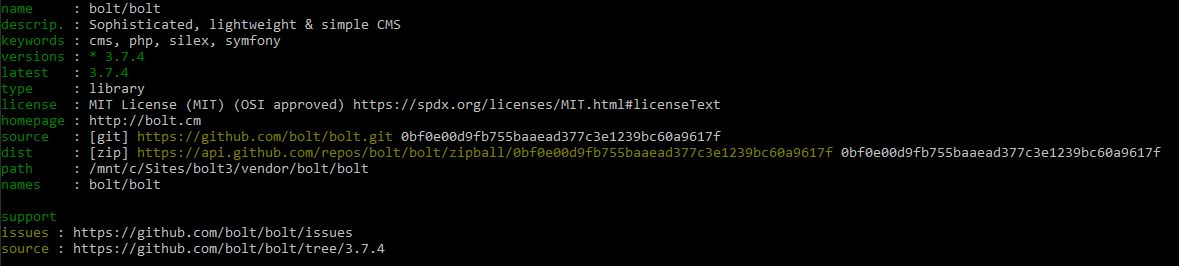 name     : bolt/bolt
descrip. : Sophisticated, lightweight & simple CMS
keywords : cms, php, silex, symfony
versions : * 3.7.4
latest   : 3.7.4
type     : library
license  : MIT License (MIT) (OSI approved) https://spdx.org/licenses/MIT.html#licenseText
homepage : http://bolt.cm
source   : [git] https://github.com/bolt/bolt.git 0bf0e00d9fb755baaead377c3e1239bc60a9617f
dist     : [zip] https://api.github.com/repos/bolt/bolt/zipball/0bf0e00d9fb755baaead377c3e1239bc60a9617f 0bf0e00d9fb755baaead377c3e1239bc60a9617f
path     : /mnt/c/Sites/bolt3/vendor/bolt/bolt
names    : bolt/bolt

support
issues : https://github.com/bolt/bolt/issues
source : https://github.com/bolt/bolt/tree/3.7.4